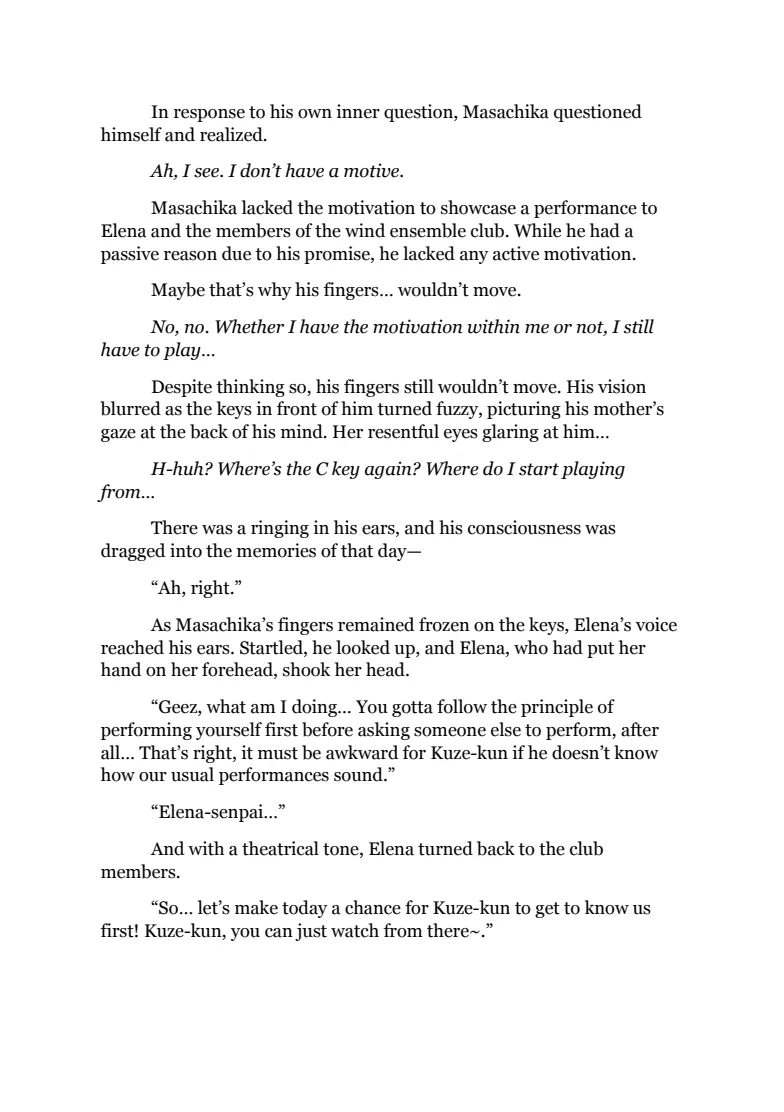 In response to his own inner question, Masachika questioned
himself and realized.
Ah, I see. I don’t have a motive.
Masachika lacked the motivation to showcase a performance to
Elena and the members of the wind ensemble club. While he had a
passive reason due to his promise, he lacked any active motivation.
Maybe that’s why his fingers… wouldn’t move.
No, no. Whether I have the motivation within me or not, I still
have to play…
Despite thinking so, his fingers still wouldn’t move. His vision
blurred as the keys in front of him turned fuzzy, picturing his mother’s
gaze at the back of his mind. Her resentful eyes glaring at him…
H-huh? Where’s the C key again? Where do I start playing
from…
There was a ringing in his ears, and his consciousness was
dragged into the memories of that day—
“Ah, right.”
As Masachika’s fingers remained frozen on the keys, Elena’s voice
reached his ears. Startled, he looked up, and Elena, who had put her
hand on her forehead, shook her head.
“Geez, what am I doing… You gotta follow the principle of
performing yourself first before asking someone else to perform, after
all… That’s right, it must be awkward for Kuze-kun if he doesn’t know
how our usual performances sound.”
“Elena-senpai…”
And with a theatrical tone, Elena turned back to the club
members.
“So… let’s make today a chance for Kuze-kun to get to know us
first! Kuze-kun, you can just watch from there~.”